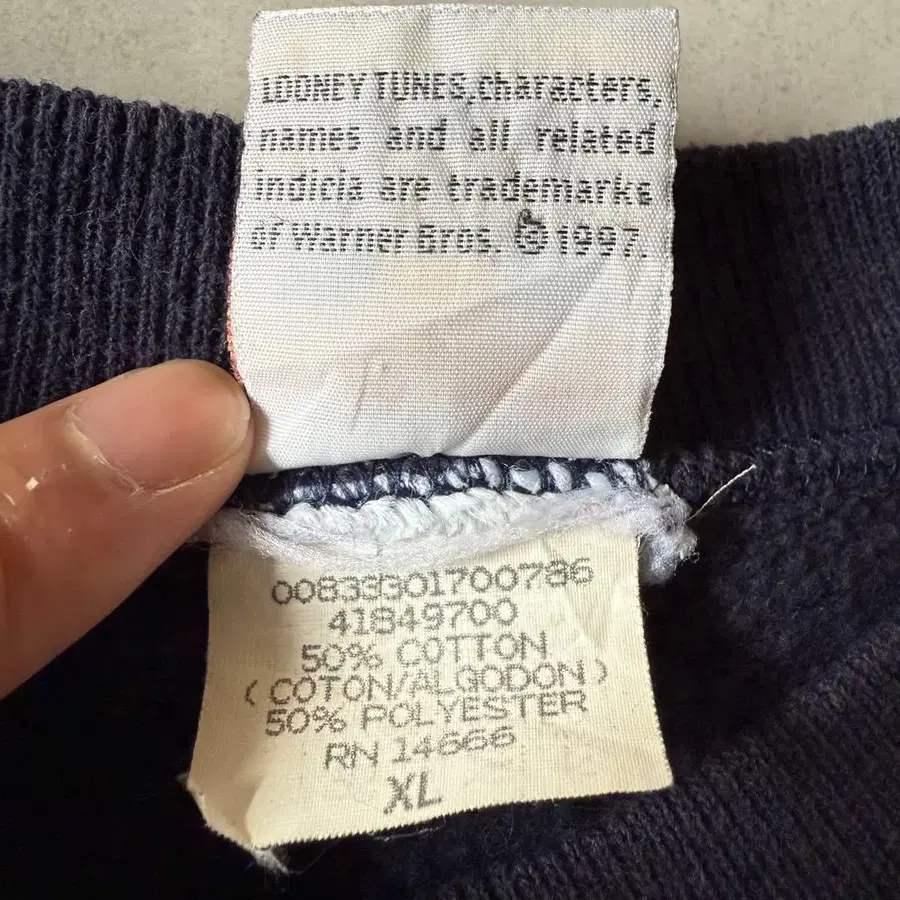 LOONEY TUNES, characters,
names and all related
indicia are trademarks
of Warner Bros. © 1997.
00833301700786
41849700
50% COTTON
(COTON/ALGODON)
50% POLYESTER
RN 14666
XL